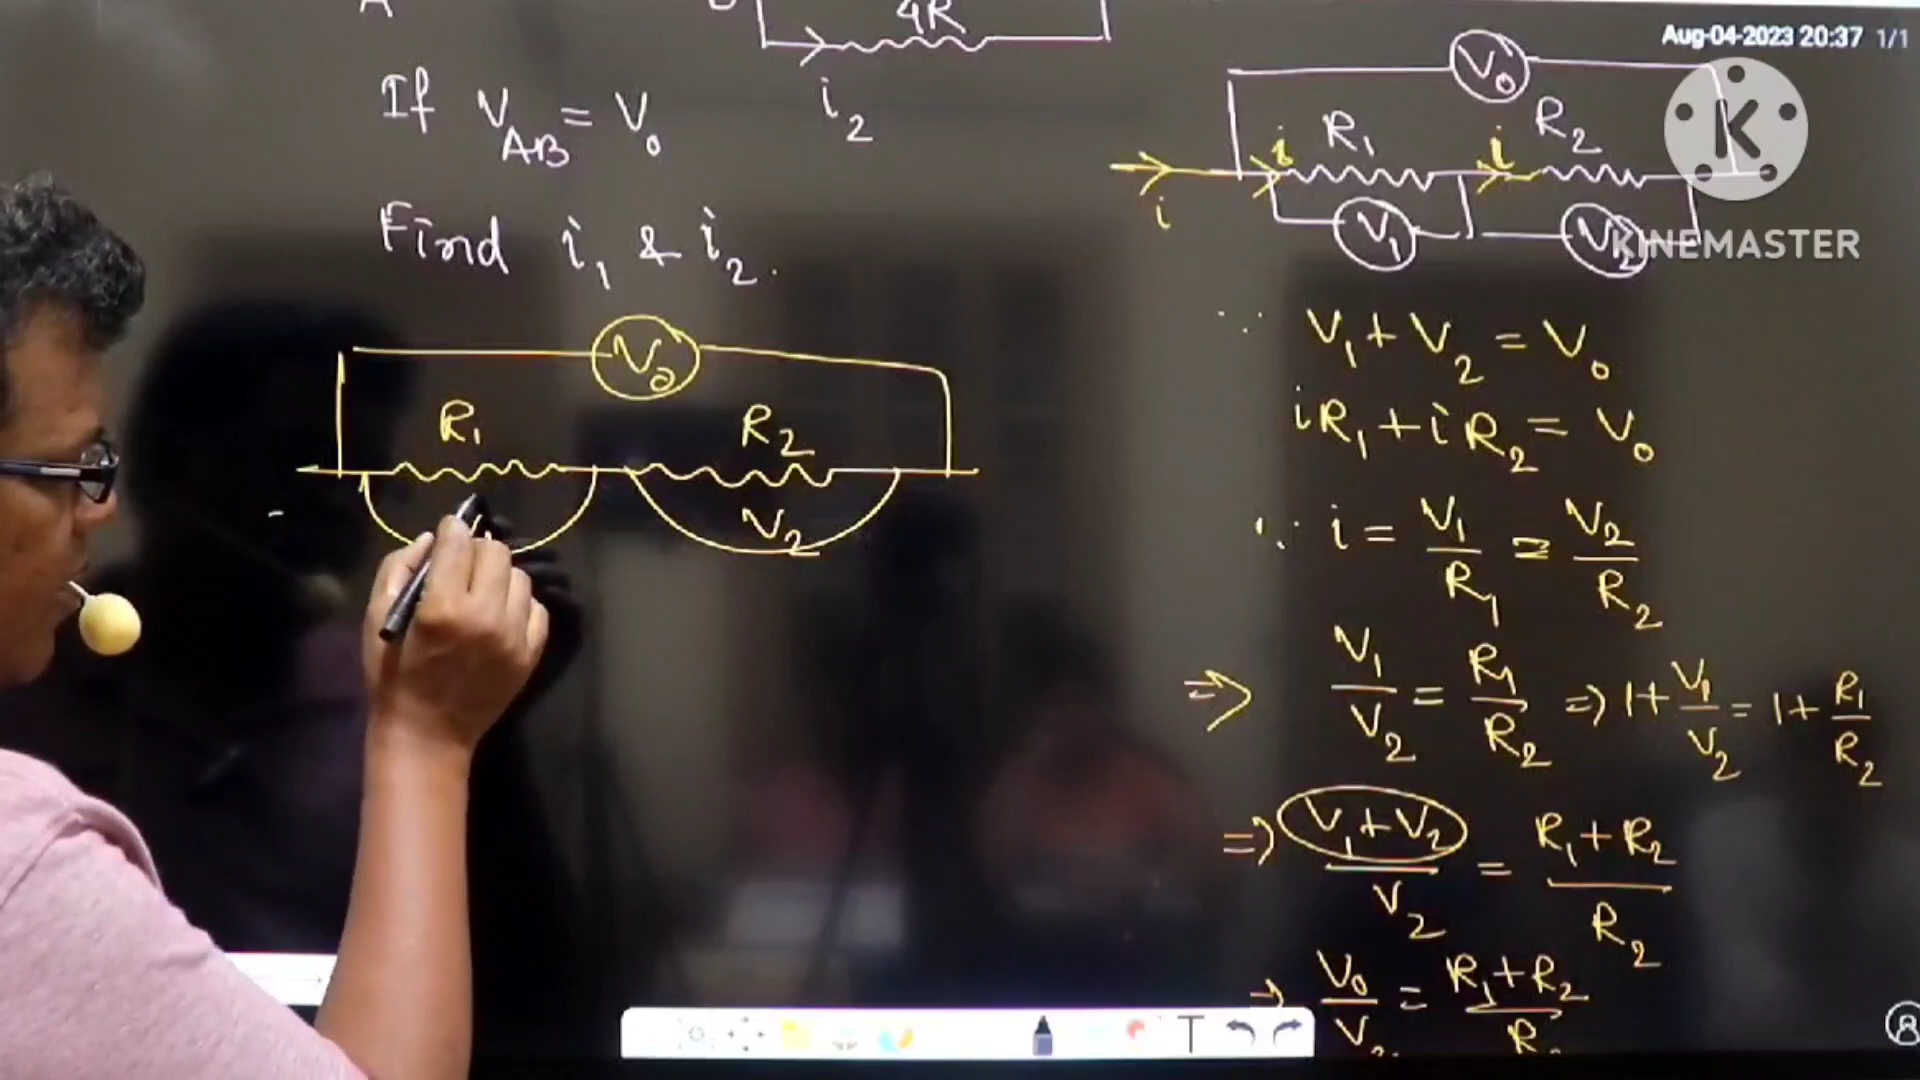 4R
i2
If VAB = V0
Find i1 & i2.
V0
R1
R2
V2
Aug-04-2023 20:37 1/1
K
KINEMASTER
V0
R1
R2
i
i
i
V1
V2
∵ V1 + V2 = V0
iR1 + iR2 = V0
∵ i = V1/R1 = V2/R2
⇒ V1/V2 = R1/R2 ⇒ 1 + V1/V2 = 1 + R1/R2
⇒ (V1 + V2)/V2 = (R1 + R2)/R2
⇒ V0/V2 = (R1 + R2)/R2
T